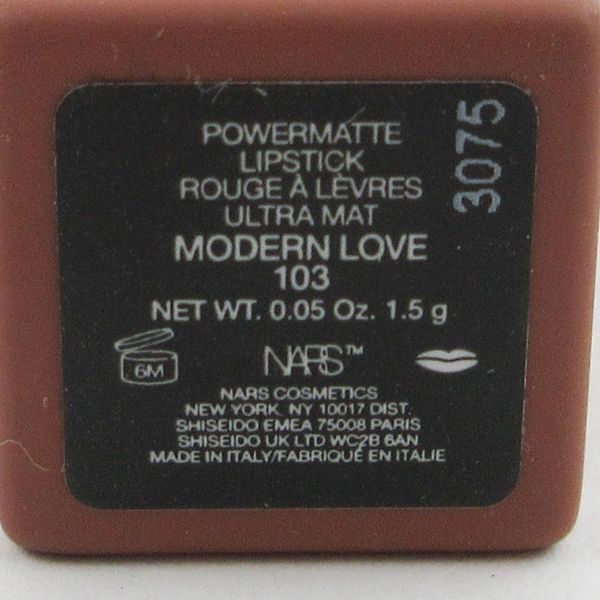 POWERMATTE
LIPSTICK
ROUGE À LÈVRES
ULTRA MAT
MODERN LOVE
103
NET WT. 0.05 Oz. 1.5 g
3075
6M
NARS™
NARS COSMETICS
NEW YORK, NY 10017 DIST.
SHISEIDO EMEA 75008 PARIS
SHISEIDO UK LTD WC2B 6AN
MADE IN ITALY/FABRIQUÉ EN ITALIE